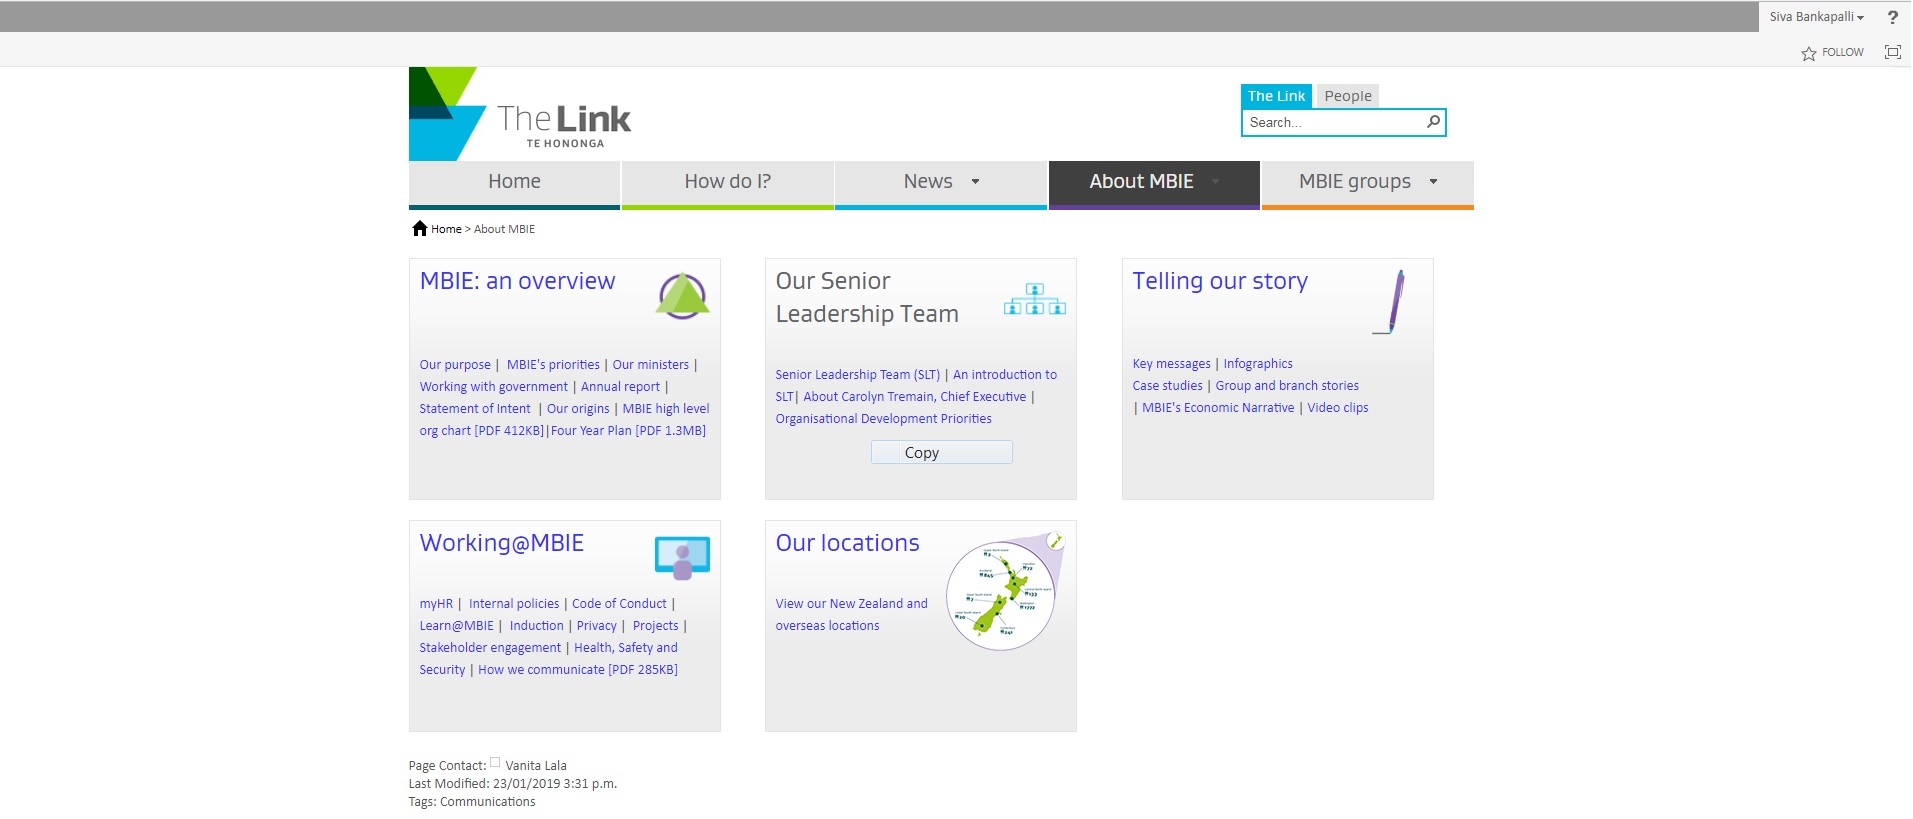 Siva Bankapalli
?
FOLLOW
The Link
TE HONONGA
The Link People
Search...
Home How do I? News About MBIE MBIE groups
Home > About MBIE
MBIE: an overview
Our purpose | MBIE's priorities | Our ministers |
Working with government | Annual report |
Statement of Intent | Our origins | MBIE high level
org chart [PDF 412KB]|Four Year Plan [PDF 1.3MB]
Our Senior
Leadership Team
Senior Leadership Team (SLT) | An introduction to
SLT| About Carolyn Tremain, Chief Executive |
Organisational Development Priorities
Copy
Telling our story
Key messages | Infographics
Case studies | Group and branch stories
| MBIE's Economic Narrative | Video clips
Working@MBIE
myHR | Internal policies | Code of Conduct |
Learn@MBIE | Induction | Privacy | Projects |
Stakeholder engagement | Health, Safety and
Security | How we communicate [PDF 285KB]
Our locations
View our New Zealand and
overseas locations
Page Contact: Vanita Lala
Last Modified: 23/01/2019 3:31 p.m.
Tags: Communications